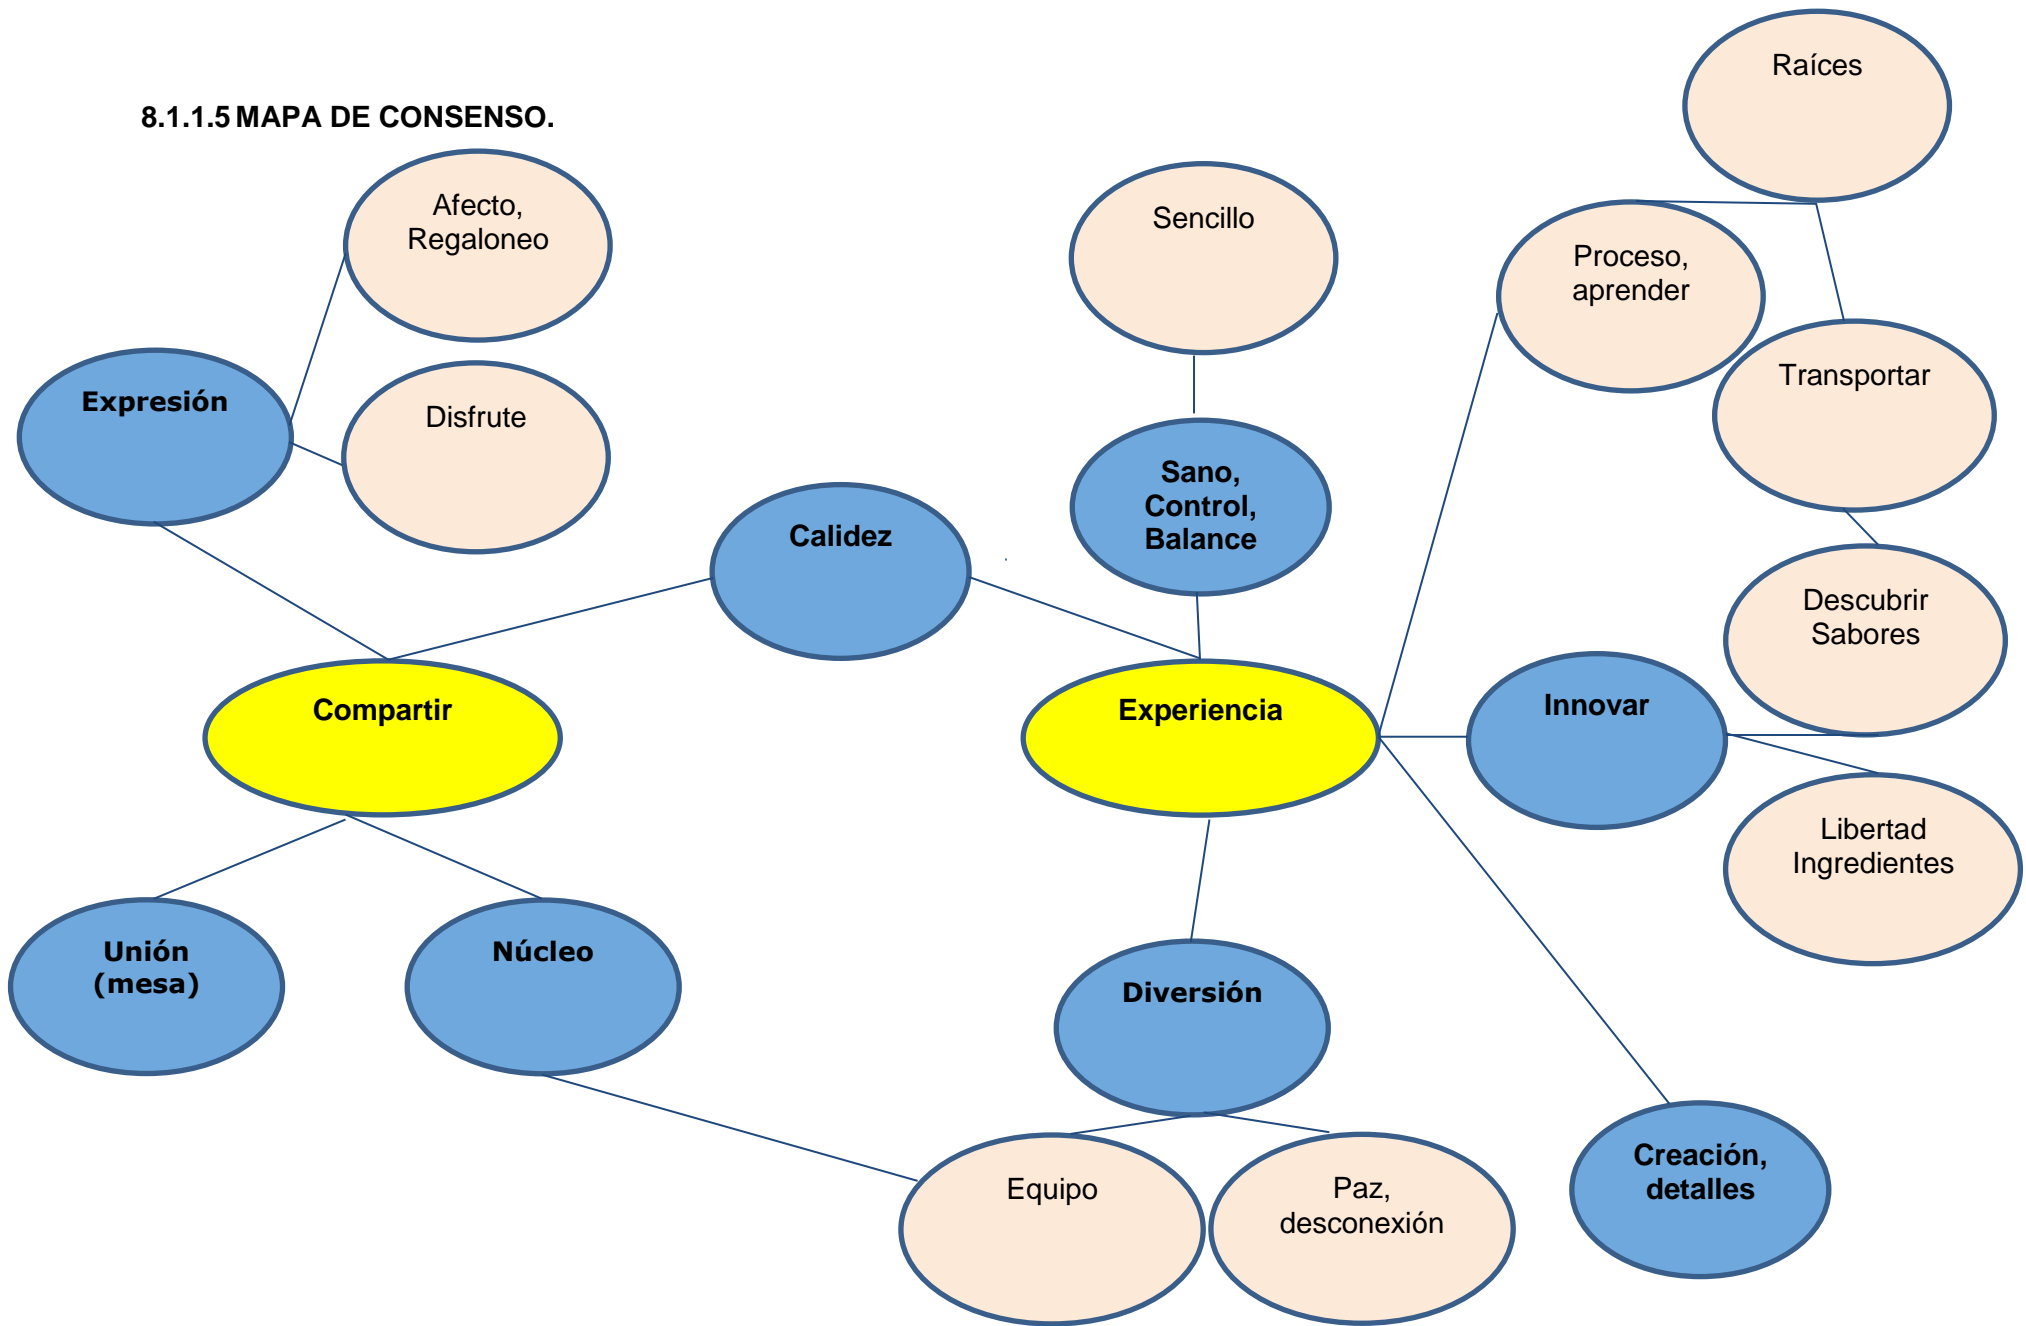 8.1.1.5 MAPA DE CONSENSO.
Raíces
Afecto,
Regaloneo
Sencillo
Proceso,
aprender
Expresión
Disfrute
Transportar
Sano,
Control,
Balance
Calidez
Descubrir
Sabores
Compartir
Experiencia
Innovar
Libertad
Ingredientes
Unión
(mesa)
Núcleo
Diversión
Creación,
detalles
Equipo
Paz,
desconexión